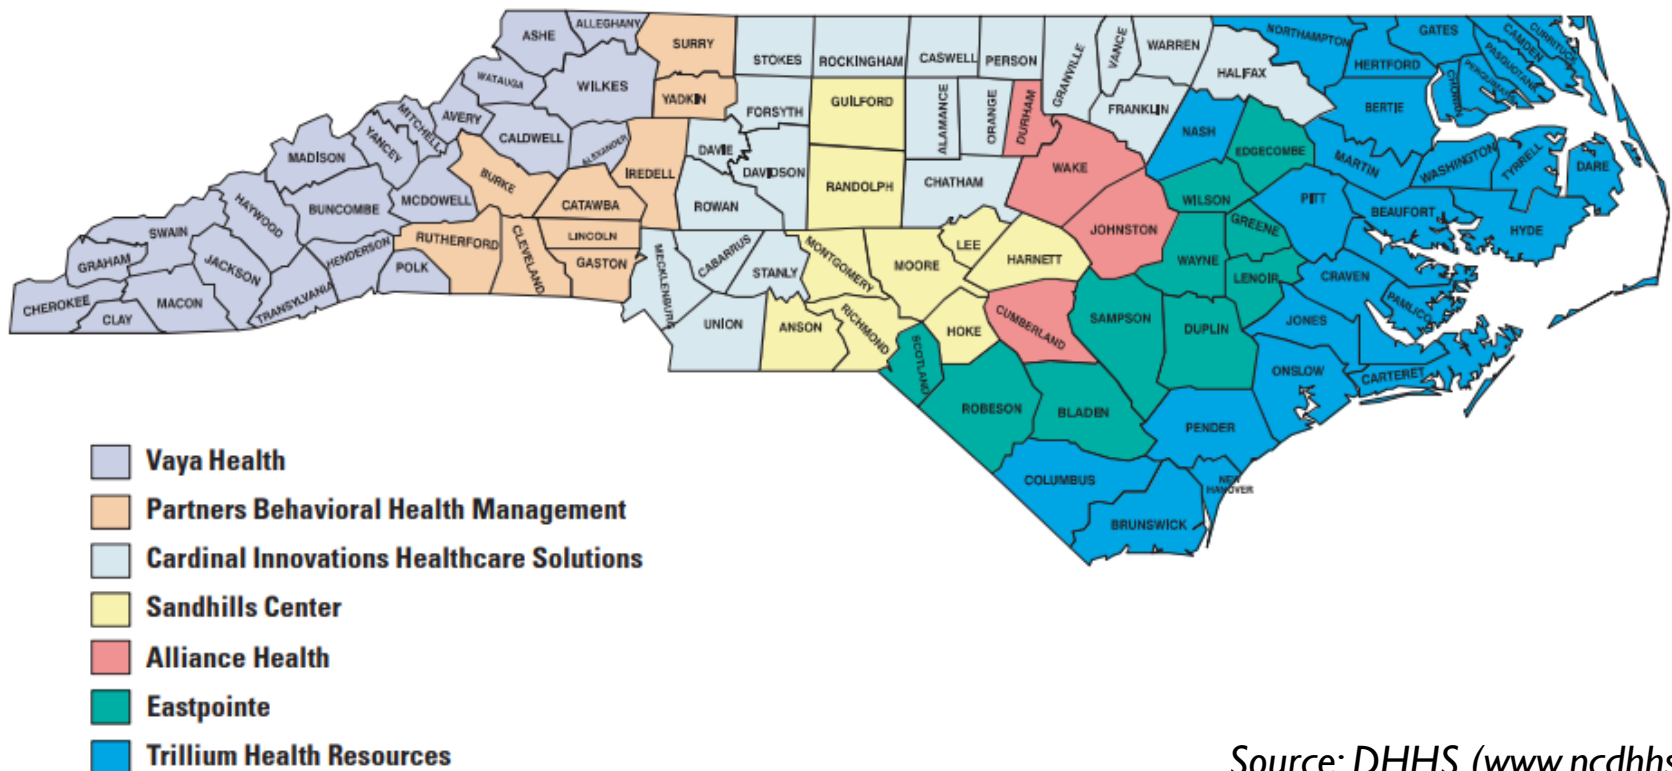 ASHE
ALLEGHANY
SURRY
STOKES
ROCKINGHAM
CASWELL
PERSON
GRANVILLE
VANCE
WARREN
HALIFAX
NORTHAMPTON
GATES
HERTFORD
CURRITUCK
CAMDEN
PASQUOTANK
PERQUIMANS
CHOWAN
BERTIE
WATAUGA
WILKES
YADKIN
FORSYTH
GUILFORD
ALAMANCE
ORANGE
DURHAM
FRANKLIN
NASH
EDGECOMBE
MARTIN
WASHINGTON
TYRRELL
DARE
MITCHELL
AVERY
CALDWELL
ALEXANDER
IREDELL
DAVIE
DAVIDSON
RANDOLPH
CHATHAM
WAKE
WILSON
PITT
BEAUFORT
HYDE
MADISON
YANCEY
MCDOWELL
BURKE
CATAWBA
ROWAN
JOHNSTON
GREENE
SWAIN
HAYWOOD
BUNCOMBE
RUTHERFORD
CLEVELAND
LINCOLN
GASTON
MECKLENBURG
CABARRUS
STANLY
MONTGOMERY
MOORE
LEE
HARNETT
WAYNE
LENOIR
CRAVEN
PAMLICO
GRAHAM
JACKSON
HENDERSON
POLK
CHEROKEE
CLAY
MACON
TRANSYLVANIA
UNION
ANSON
RICHMOND
HOKE
CUMBERLAND
SAMPSON
DUPLIN
JONES
SCOTLAND
ROBESON
BLADEN
ONSLOW
CARTERET
PENDER
COLUMBUS
NEW
HANOVER
BRUNSWICK
Vaya Health
Partners Behavioral Health Management
Cardinal Innovations Healthcare Solutions
Sandhills Center
Alliance Health
Eastpointe
Trillium Health Resources
Source: DHHS (www.ncdhhs